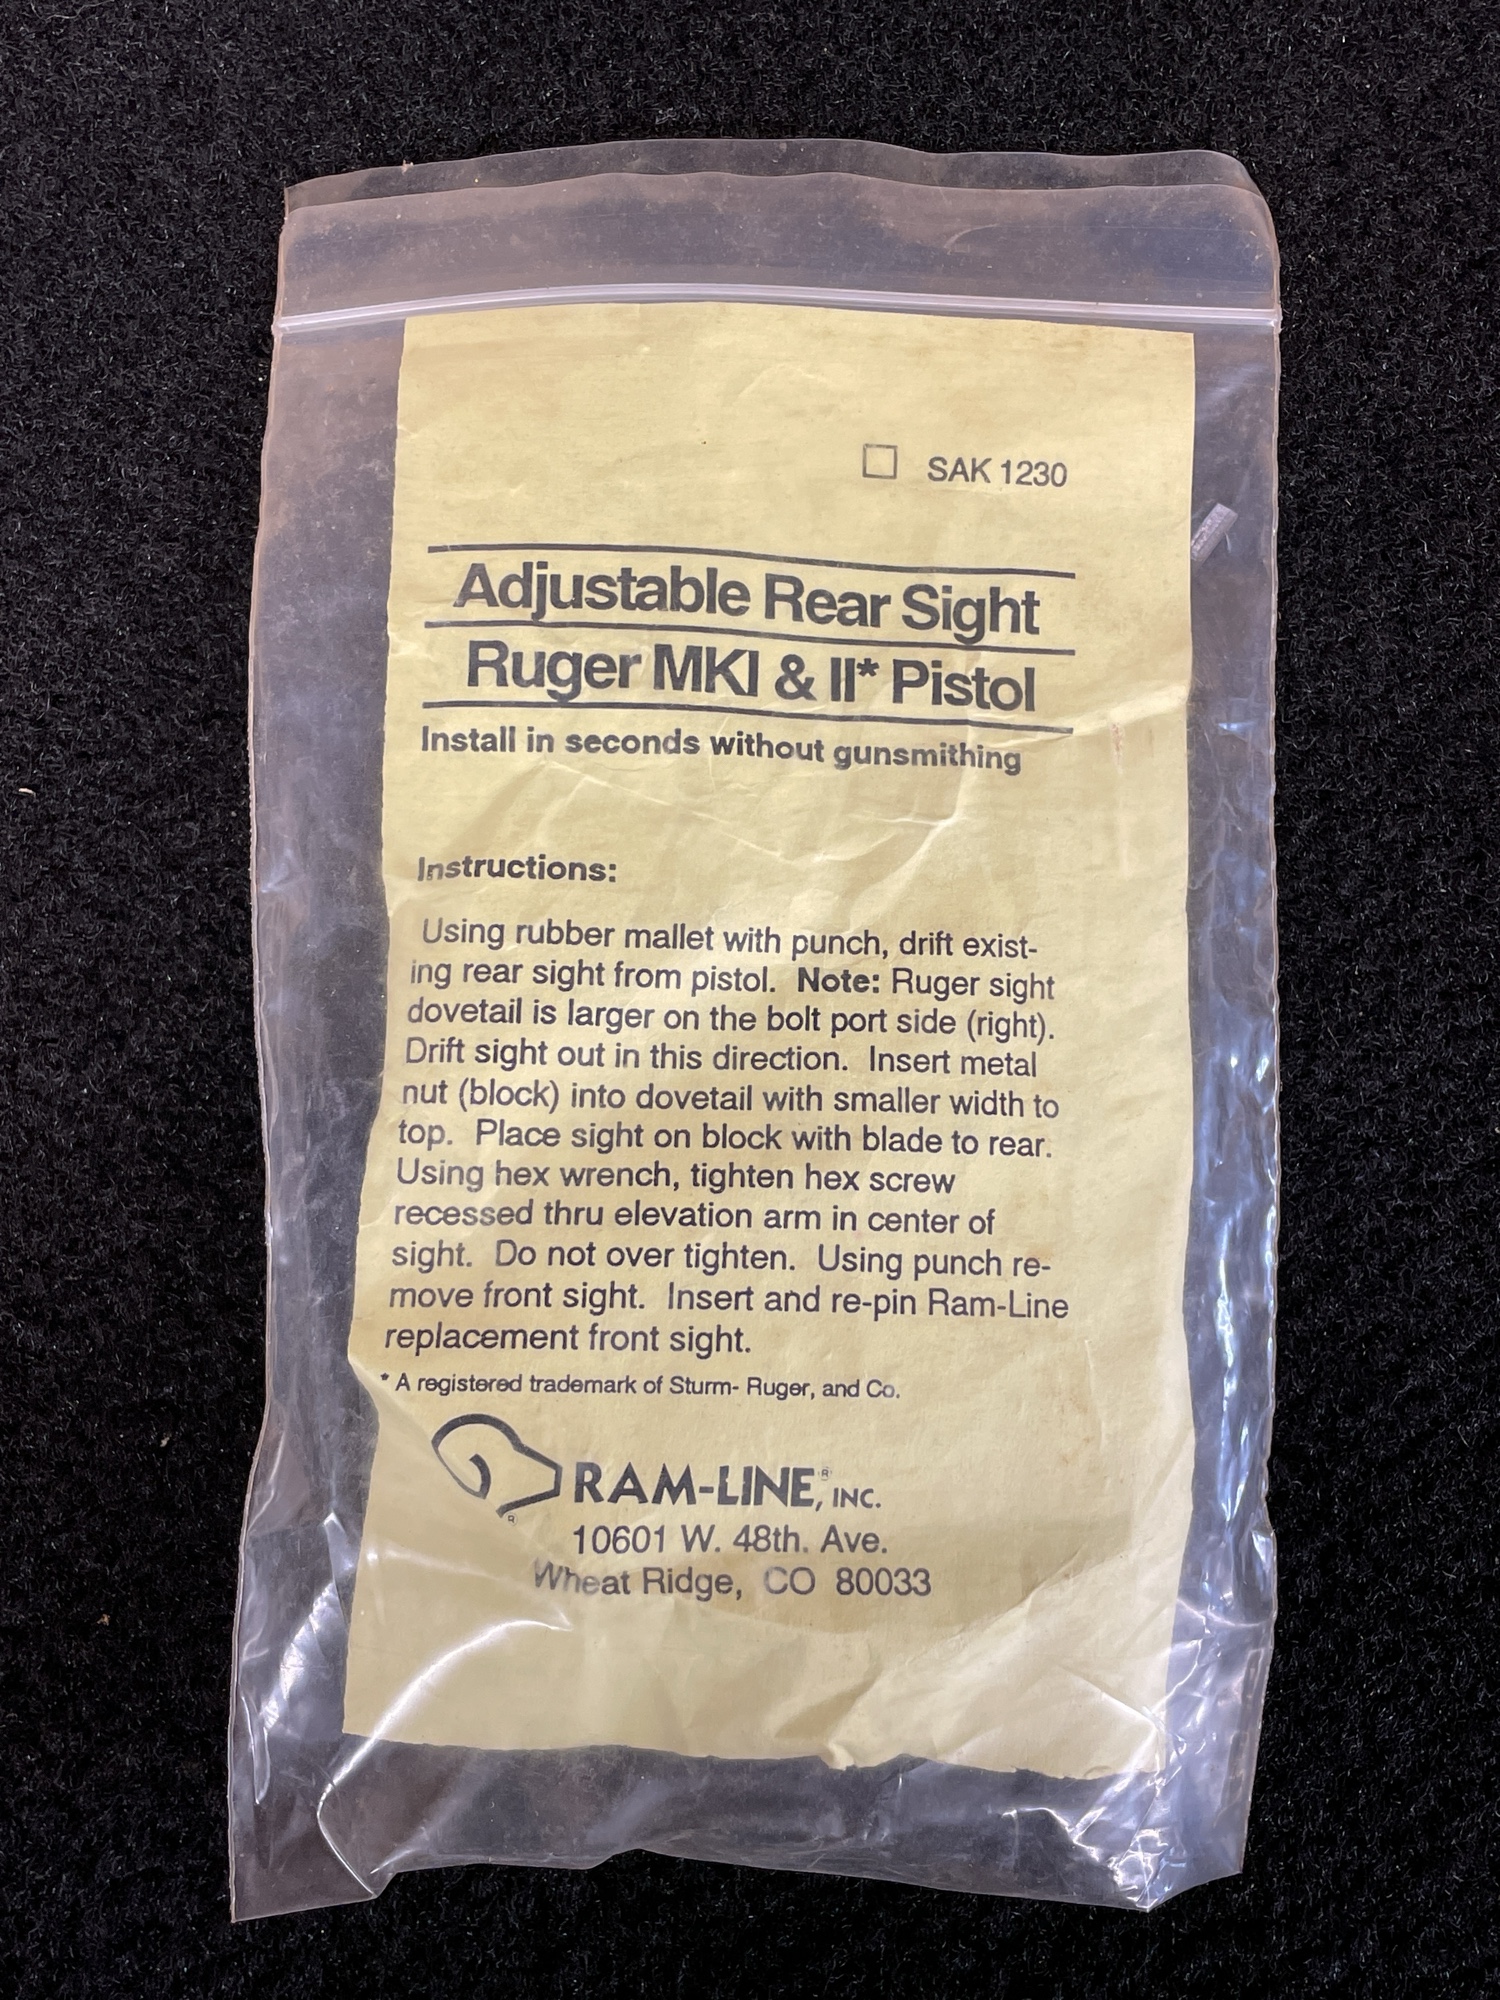 ☐ SAK 1230
Adjustable Rear Sight
Ruger MKI & II* Pistol
Install in seconds without gunsmithing
Instructions:
Using rubber mallet with punch, drift exist-
ing rear sight from pistol. Note: Ruger sight
dovetail is larger on the bolt port side (right).
Drift sight out in this direction. Insert metal
nut (block) into dovetail with smaller width to
top. Place sight on block with blade to rear.
Using hex wrench, tighten hex screw
recessed thru elevation arm in center of
sight. Do not over tighten. Using punch re-
move front sight. Insert and re-pin Ram-Line
replacement front sight.
* A registered trademark of Sturm- Ruger, and Co.
RAM-LINE®, INC.
®
10601 W. 48th. Ave.
Wheat Ridge, CO 80033